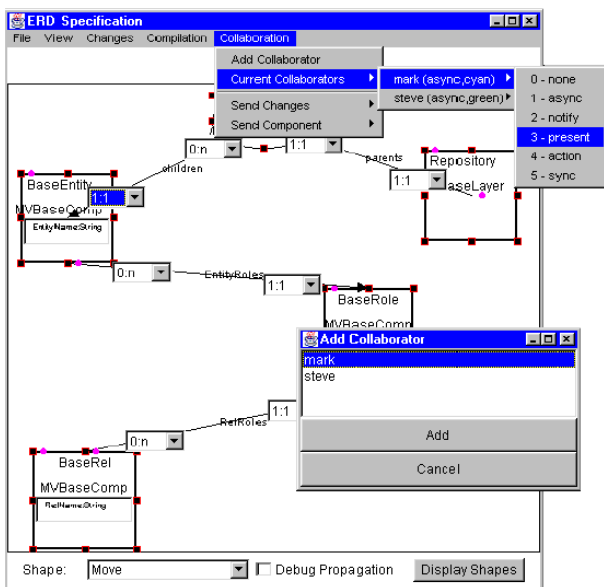 ERD Specification
File View Changes Compilation Collaboration
Add Collaborator
Current Collaborators
mark (async,cyan)
0 - none
steve (async,green)
1 - async
Send Changes
2 - notify
Send Component
3 - present
4 - action
5 - sync
0:n
1:1
children
parents
Repository
1:1
aseLayer
BaseEntity
1:1
MVBaseComp
EntityName:String
0:n
EntityRoles
1:1
BaseRole
MVBaseComp
Add Collaborator
mark
steve
Add
Cancel
RelRoles
1:1
0:n
BaseRel
MVBaseComp
RelName:String
Shape: Move Debug Propagation Display Shapes